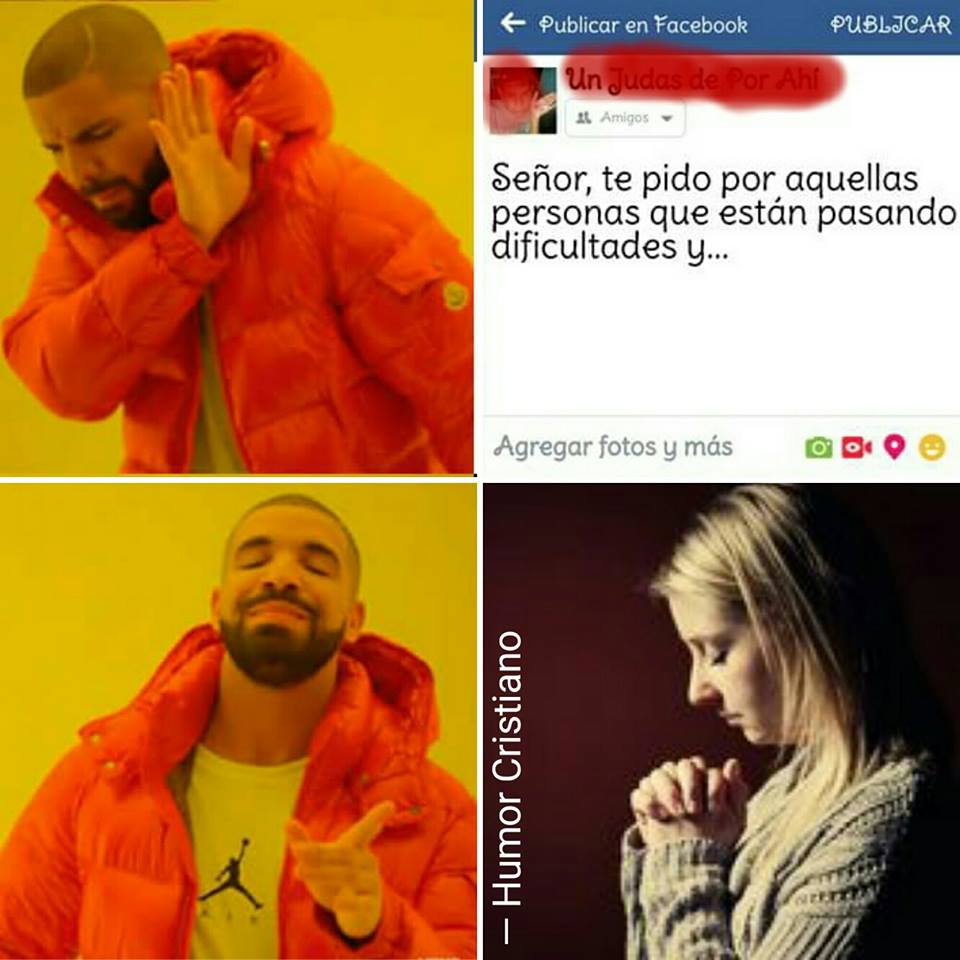 Publicar en Facebook PUBLICAR
Un Judas de Por Ahí
Amigos
Señor, te pido por aquellas
personas que están pasando
dificultades y...
Agregar fotos y más
— Humor Cristiano